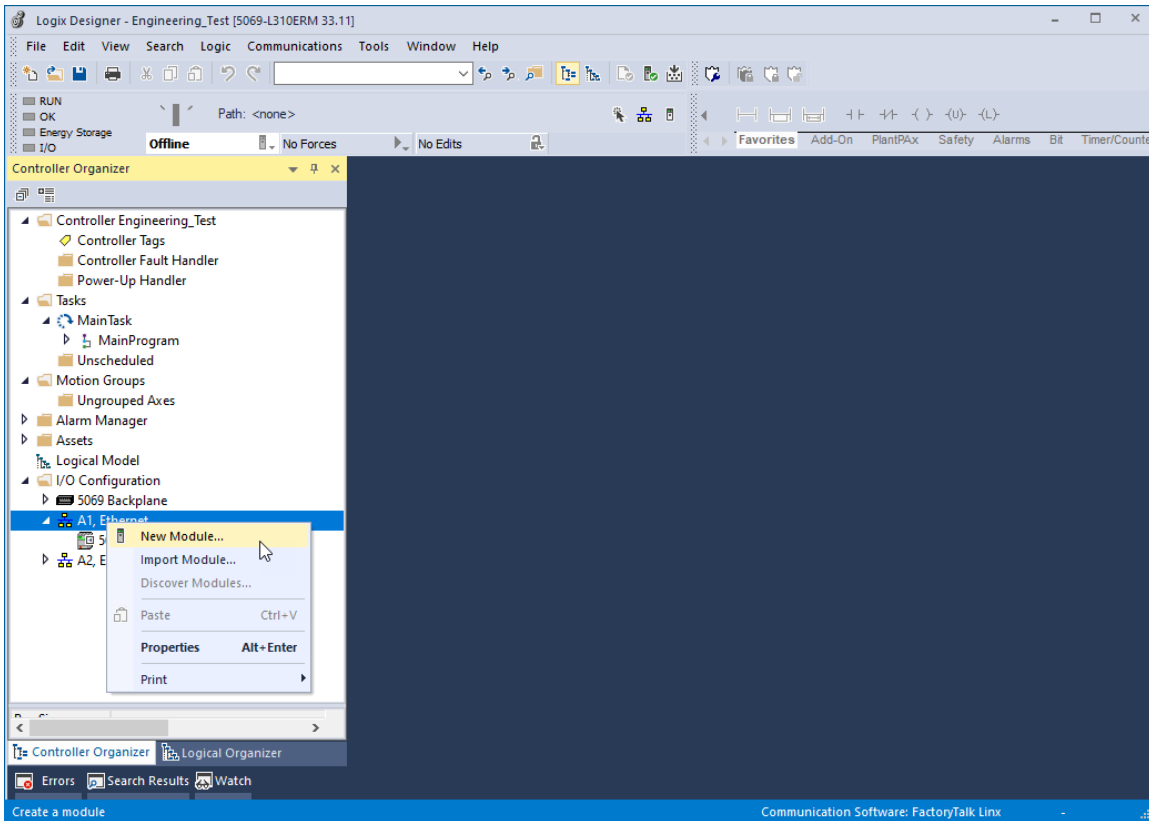 Logix Designer - Engineering_Test [5069-L310ERM 33.11]
File Edit View Search Logic Communications Tools Window Help
RUN
OK
Energy Storage
I/O
Path: <none>
Offline No Forces No Edits
Favorites Add-On PlantPAx Safety Alarms Bit Timer/Counte
Controller Organizer
Controller Engineering_Test
Controller Tags
Controller Fault Handler
Power-Up Handler
Tasks
MainTask
MainProgram
Unscheduled
Motion Groups
Ungrouped Axes
Alarm Manager
Assets
Logical Model
I/O Configuration
5069 Backplane
A1, Ethernet
5
A2, E
New Module...
Import Module...
Discover Modules...
Paste Ctrl+V
Properties Alt+Enter
Print
Controller Organizer Logical Organizer
Errors Search Results Watch
Create a module Communication Software: FactoryTalk Linx